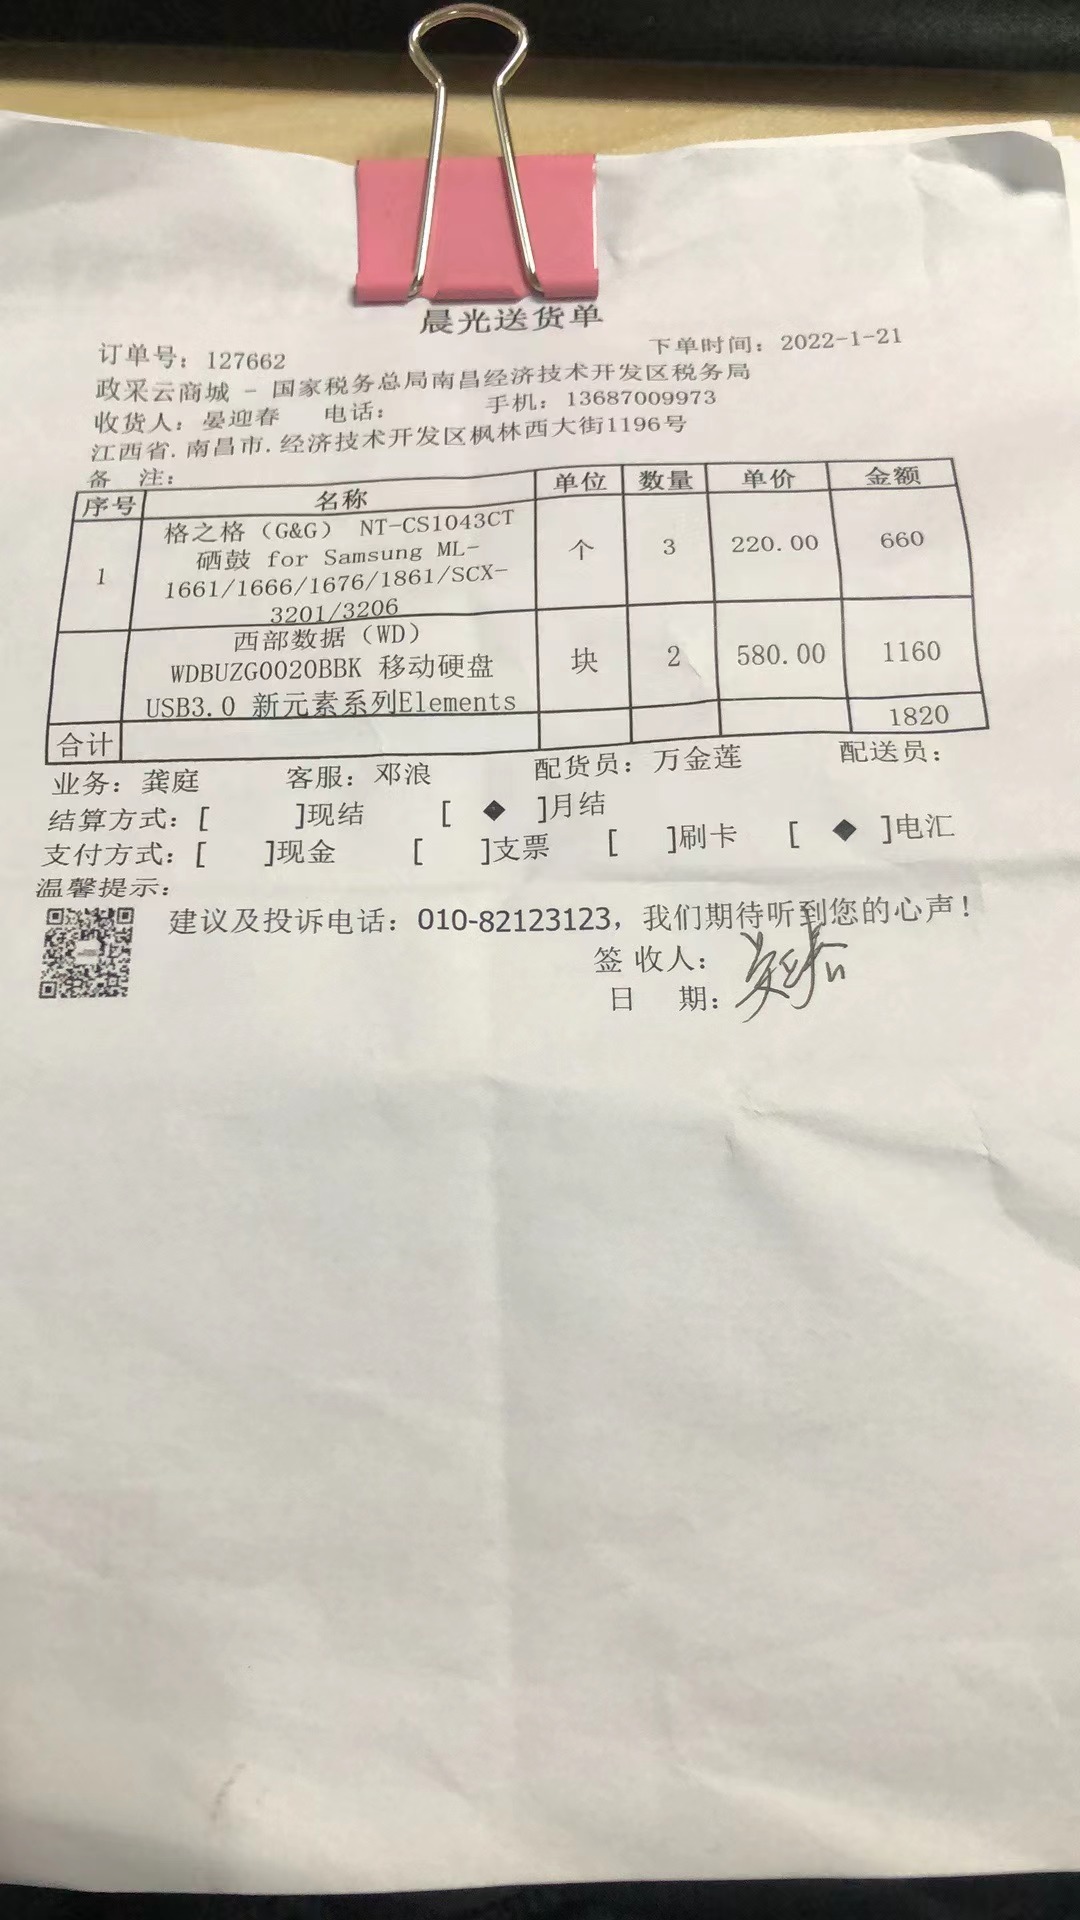 晨光送货单
订单号：127662 下单时间：2022-1-21
政采云商城 - 国家税务总局南昌经济技术开发区税务局
收货人：晏迎春 电话： 手机：13687009973
江西省.南昌市.经济技术开发区枫林西大街1196号
备 注：
序号 名称 单位 数量 单价 金额
1 格之格（G&G） NT-CS1043CT 个 3 220.00 660
硒鼓 for Samsung ML-
1661/1666/1676/1861/SCX-
3201/3206
西部数据（WD）
WDBUZG0020BBK 移动硬盘 块 2 580.00 1160
USB3.0 新元素系列Elements
合计 1820
业务：龚庭 客服：邓浪 配货员：万金莲 配送员：
结算方式：[ ]现结 [ ◆ ]月结
支付方式：[ ]现金 [ ]支票 [ ]刷卡 [ ◆ ]电汇
温馨提示：
建议及投诉电话：010-82123123，我们期待听到您的心声！
签 收人：
日 期：